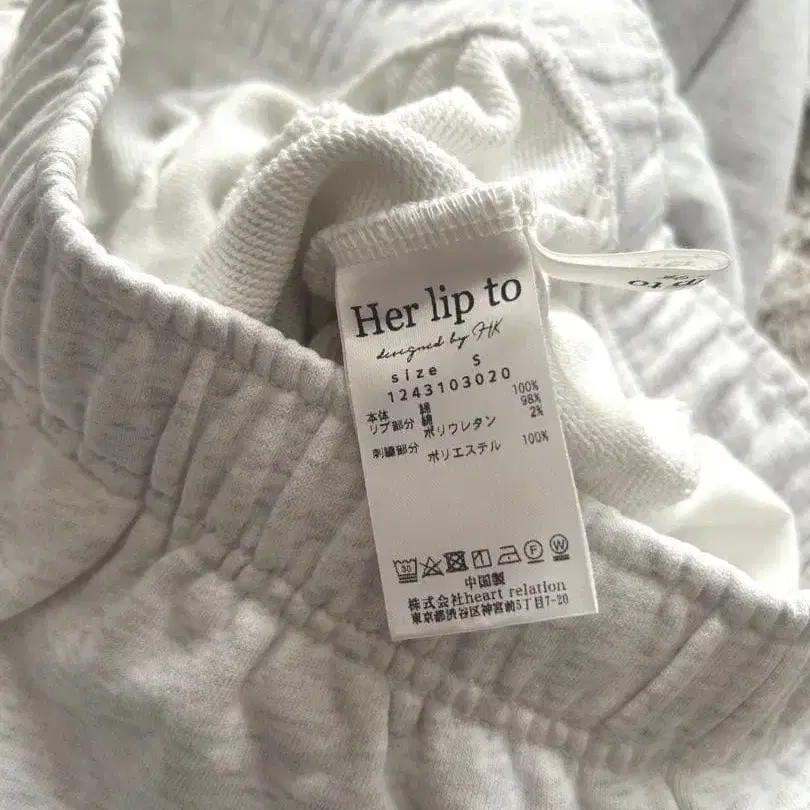 Her lip to
designed by HK
size S
1243103020
本体 綿 100%
リブ部分 綿 98%
ポリウレタン 2%
刺繍部分 ポリエステル 100%
30
F
W
中国製
株式会社heart relation
東京都渋谷区神宮前5丁目7-20